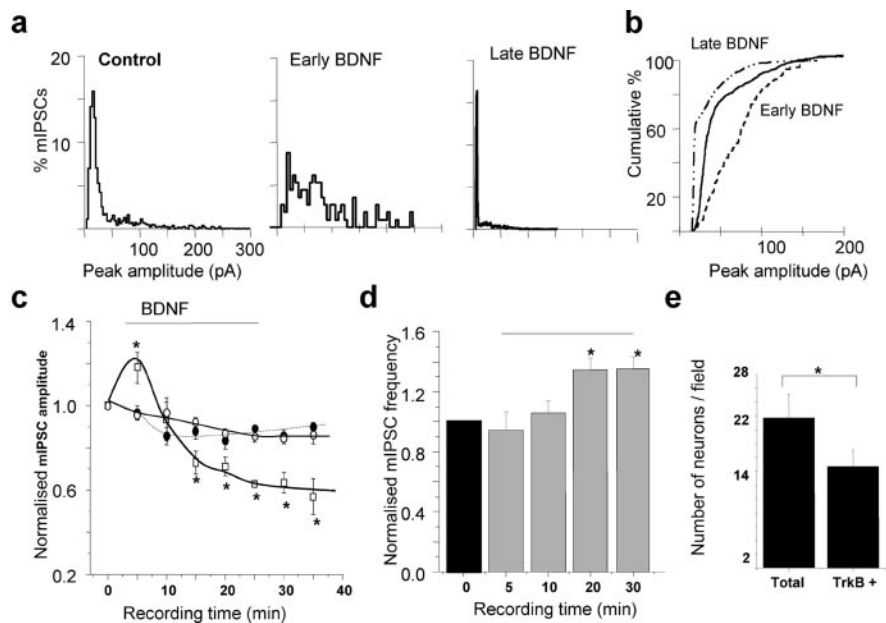 a
Control
Early BDNF
Late BDNF
% mIPSCs
20
10
0
100
200
300
Peak amplitude (pA)
Peak amplitude (pA)
b
Late BDNF
Early BDNF
Cumulative %
100
60
20
0
100
200
Peak amplitude (pA)
c
BDNF
Normalised mIPSC amplitude
1.4
1.0
0.6
0.2
*
*
*
*
*
*
0
10
20
30
40
Recording time (min)
d
Normalised mIPSC frequency
1.6
1.2
0.8
0.4
0.0
*
*
0
5
10
20
30
Recording time (min)
e
Number of neurons / field
28
22
14
2
*
Total
TrkB +